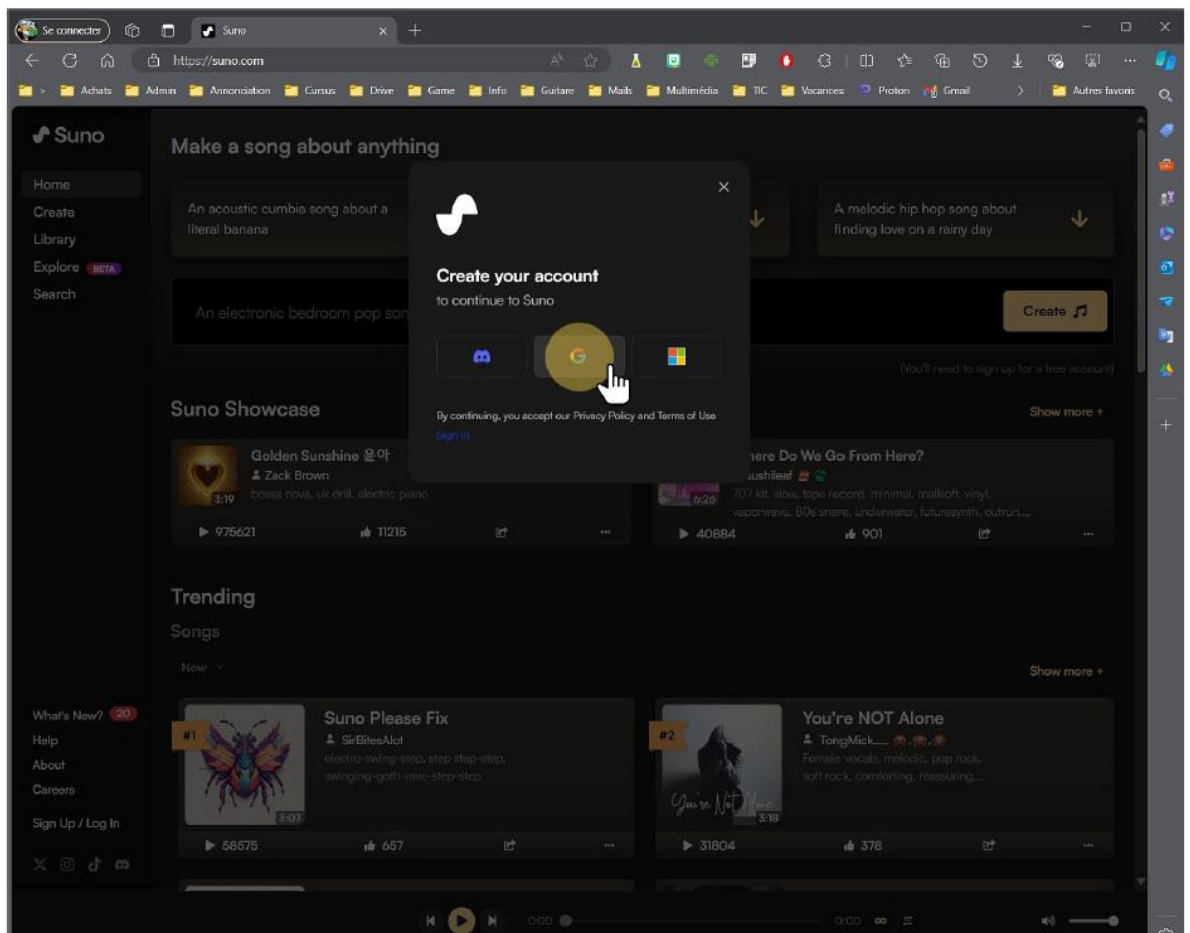 Se connecter
Suno
https://suno.com
Achats Admin Annonciation Cursus Drive Game Info Guitare Mails Multimédia TIC Vacances Proton Gmail Autres favoris
Suno
Home
Create
Library
Explore BETA
Search
What's New? 20
Help
About
Careers
Sign Up / Log In
Make a song about anything
An acoustic cumbia song about a
literal banana
A melodic hip hop song about
finding love on a rainy day
An electronic bedroom pop son
Create
(You'll need to sign up for a free account)
Create your account
to continue to Suno
By continuing, you accept our Privacy Policy and Terms of Use
Sign in
Suno Showcase
Show more +
Golden Sunshine 윤아
Zack Brown
bossa nova, uk drill, electric piano
3:19
975621 11215
here Do We Go From Here?
sushileaf
707 kit, slow, tape record, minimal, mallsoft, vinyl,
vaporwave, 80s snare, underwater, futuresynth, outrun,...
6:26
40884 901
Trending
Songs
Now
Show more +
#1
Suno Please Fix
SirBitesAlot
electro-swing-step, step step-step,
swinging-goth-rave-step-step
3:07
58575 657
#2
You're NOT Alone
TongMick.....
Female vocals, melodic, pop rock,
soft rock, comforting, reassuring,...
You're Not Alone
3:18
31804 378
0:00 0:00